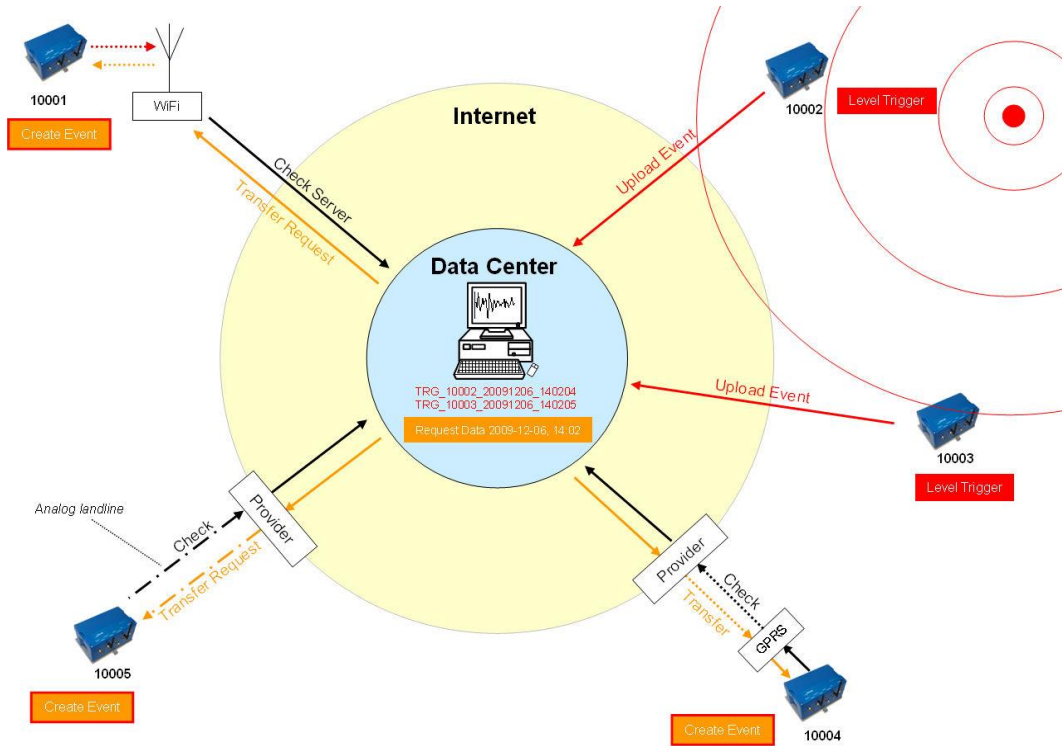 10001
Create Event
WiFi
Internet
Check Server
Transfer Request
Upload Event
10002
Level Trigger
Data Center
TRG_10002_20091206_140204
TRG_10003_20091206_140205
Request Data 2009-12-06, 14:02
Upload Event
10003
Level Trigger
Analog landline
Check
Provider
Transfer Request
10005
Create Event
Provider
Check
Transfer
GPRS
10004
Create Event